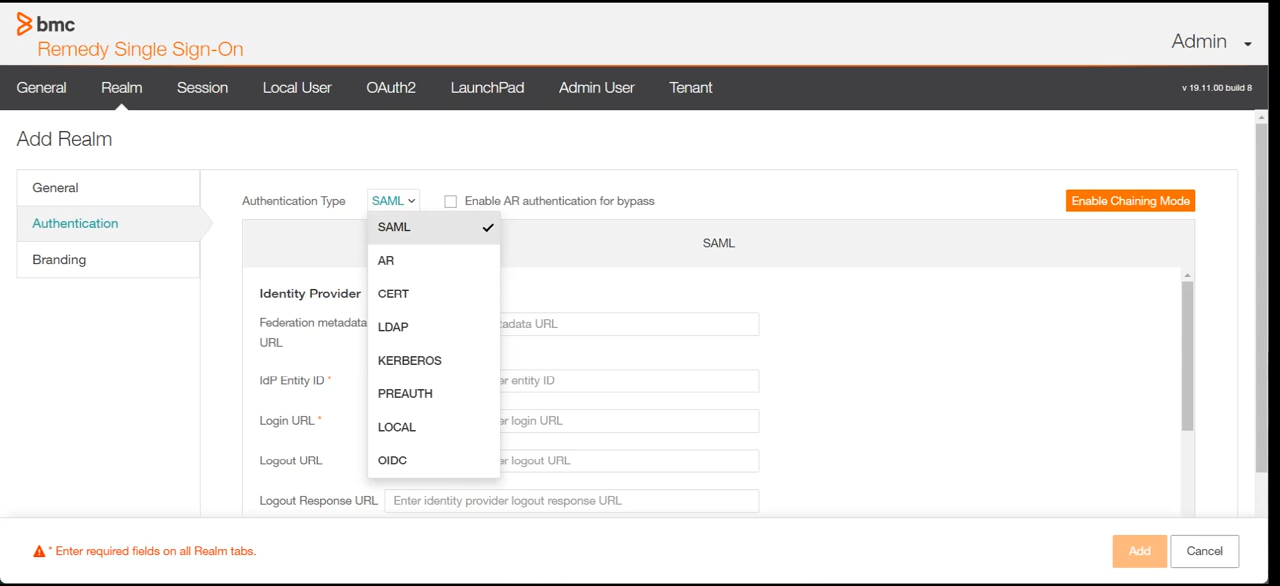 bmc
Remedy Single Sign-On
Admin
General Realm Session Local User OAuth2 LaunchPad Admin User Tenant v 19.11.00 build 8
Add Realm
General
Authentication
Branding
Authentication Type SAML Enable AR authentication for bypass Enable Chaining Mode
SAML
AR
CERT
LDAP
KERBEROS
PREAUTH
LOCAL
OIDC
SAML
Identity Provider
Federation metadata URL
tadata URL
IdP Entity ID *
er entity ID
Login URL *
er login URL
Logout URL
er logout URL
Logout Response URL Enter identity provider logout response URL
* Enter required fields on all Realm tabs.
Add Cancel